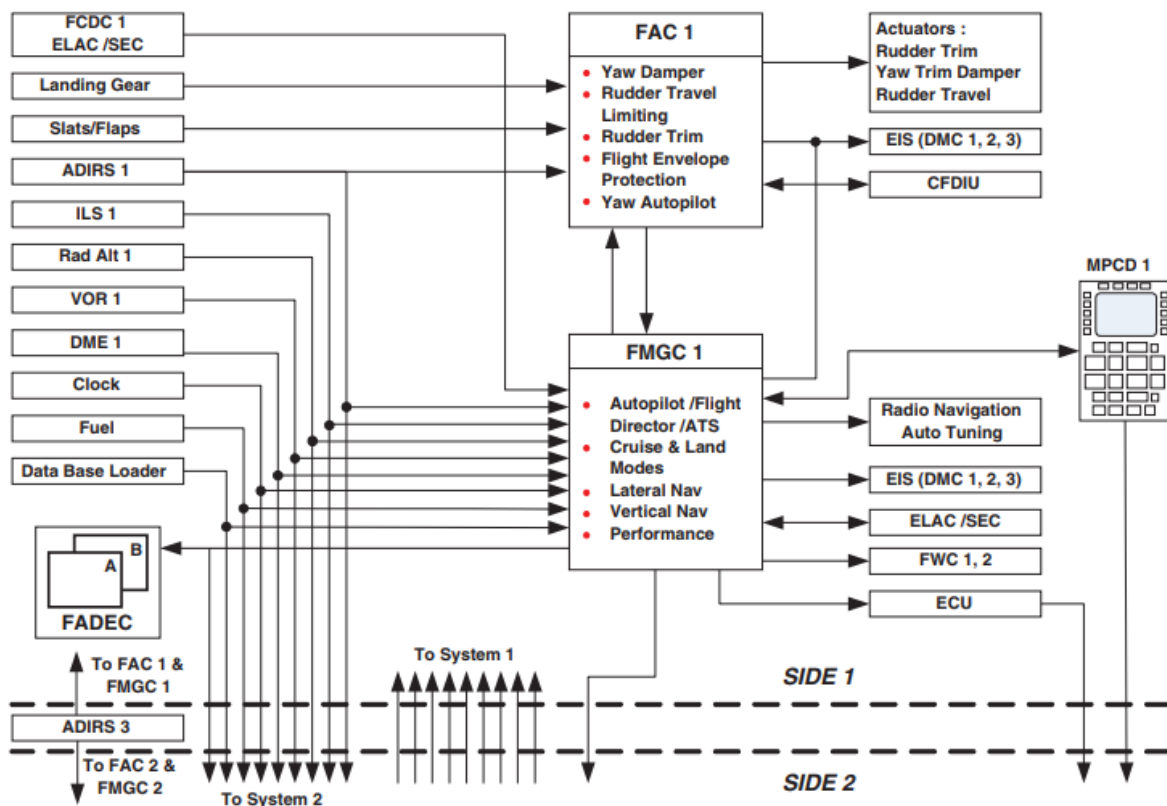 FCDC 1
ELAC /SEC
Landing Gear
Slats/Flaps
ADIRS 1
ILS 1
Rad Alt 1
VOR 1
DME 1
Clock
Fuel
Data Base Loader
B
A
FADEC
FAC 1
Yaw Damper
Rudder Travel
Limiting
Rudder Trim
Flight Envelope
Protection
Yaw Autopilot
Actuators :
Rudder Trim
Yaw Trim Damper
Rudder Travel
EIS (DMC 1, 2, 3)
CFDIU
MPCD 1
FMGC 1
Autopilot /Flight
Director /ATS
Cruise & Land
Modes
Lateral Nav
Vertical Nav
Performance
Radio Navigation
Auto Tuning
EIS (DMC 1, 2, 3)
ELAC /SEC
FWC 1, 2
ECU
To FAC 1 &
FMGC 1
To System 1
SIDE 1
ADIRS 3
To FAC 2 &
FMGC 2
To System 2
SIDE 2